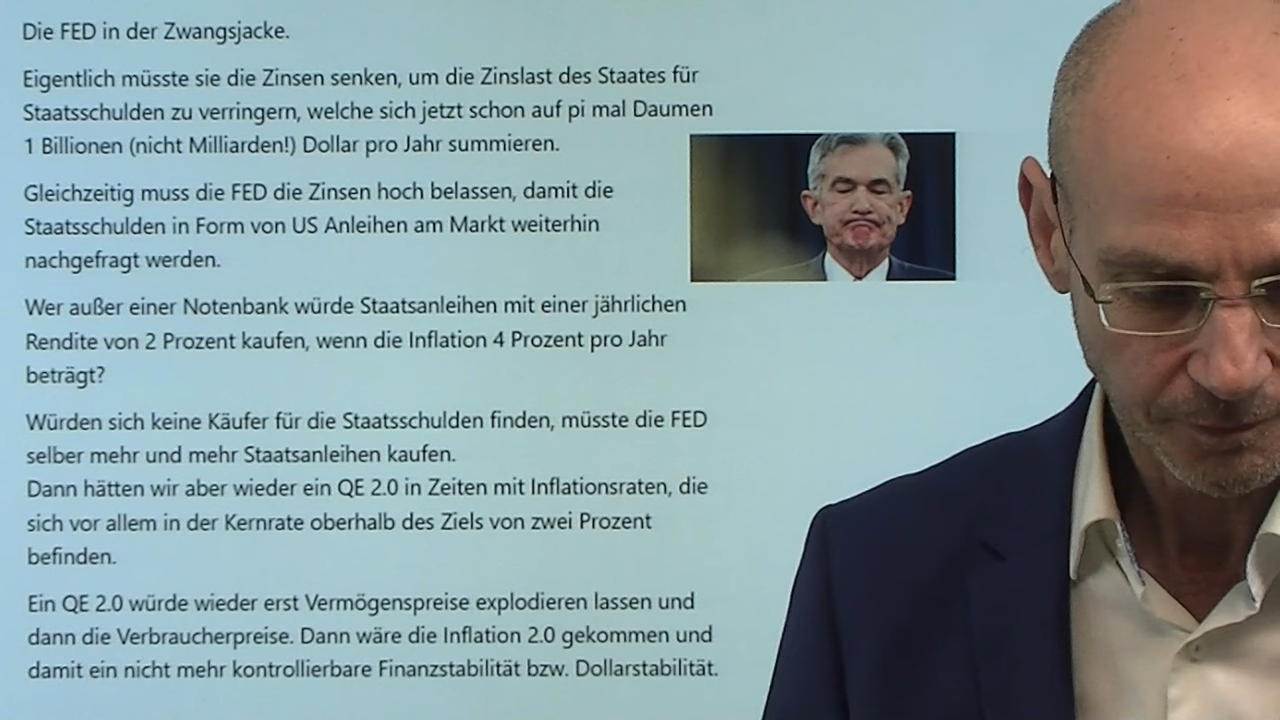 Die FED in der Zwangsjacke.
Eigentlich müsste sie die Zinsen senken, um die Zinslast des Staates für
Staatsschulden zu verringern, welche sich jetzt schon auf pi mal Daumen
1 Billionen (nicht Milliarden!) Dollar pro Jahr summieren.
Gleichzeitig muss die FED die Zinsen hoch belassen, damit die
Staatsschulden in Form von US Anleihen am Markt weiterhin
nachgefragt werden.
Wer außer einer Notenbank würde Staatsanleihen mit einer jährlichen
Rendite von 2 Prozent kaufen, wenn die Inflation 4 Prozent pro Jahr
beträgt?
Würden sich keine Käufer für die Staatsschulden finden, müsste die FED
selber mehr und mehr Staatsanleihen kaufen.
Dann hätten wir aber wieder ein QE 2.0 in Zeiten mit Inflationsraten, die
sich vor allem in der Kernrate oberhalb des Ziels von zwei Prozent
befinden.
Ein QE 2.0 würde wieder erst Vermögenspreise explodieren lassen und
dann die Verbraucherpreise. Dann wäre die Inflation 2.0 gekommen und
damit ein nicht mehr kontrollierbare Finanzstabilität bzw. Dollarstabilität.